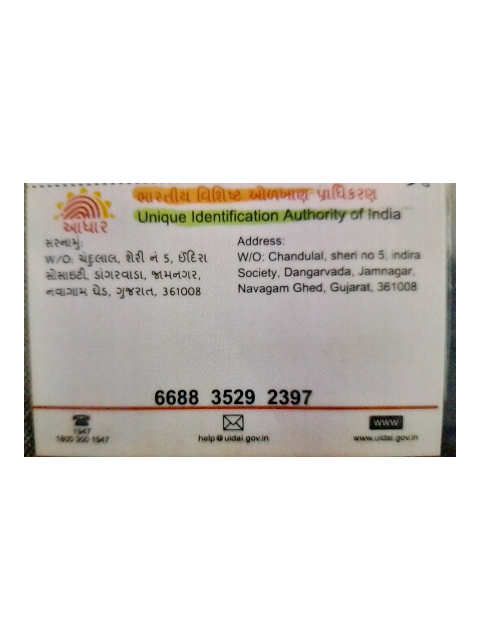 ભારતીય વિશિષ્ટ ઓળખાણ પ્રાધિકરણ
Unique Identification Authority of India
આધાર
સરનામું:
W/O: ચંદુલાલ, શેરી નં 5, ઈંદિરા
સોસાઇટી, ડાંગરવાડા, જામનગર,
નવાગામ ઘેડ, ગુજરાત, 361008
Address:
W/O: Chandulal, sheri no 5, indira
Society, Dangarvada, Jamnagar,
Navagam Ghed, Gujarat, 361008
6688 3529 2397
1947
1800 300 1947
help@uidai.gov.in
WWW
www.uidai.gov.in